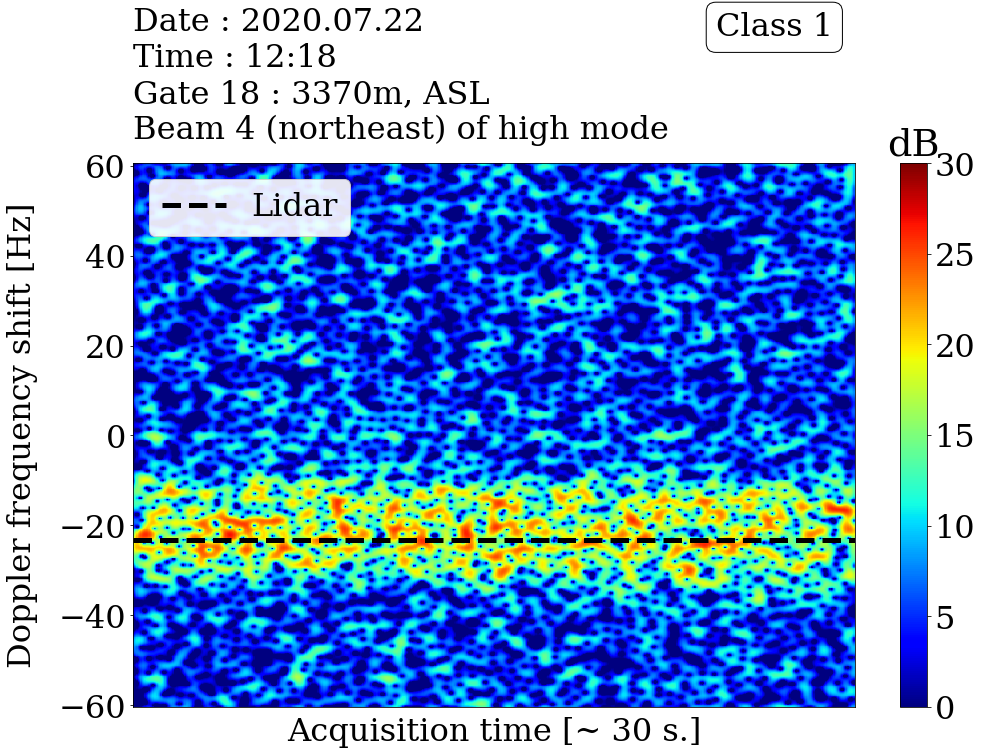 Date : 2020.07.22
Time : 12:18
Gate 18 : 3370m, ASL
Beam 4 (northeast) of high mode
Class 1
dB
Lidar
Doppler frequency shift [Hz]
60
40
20
0
−20
−40
−60
30
25
20
15
10
5
0
Acquisition time [~ 30 s.]